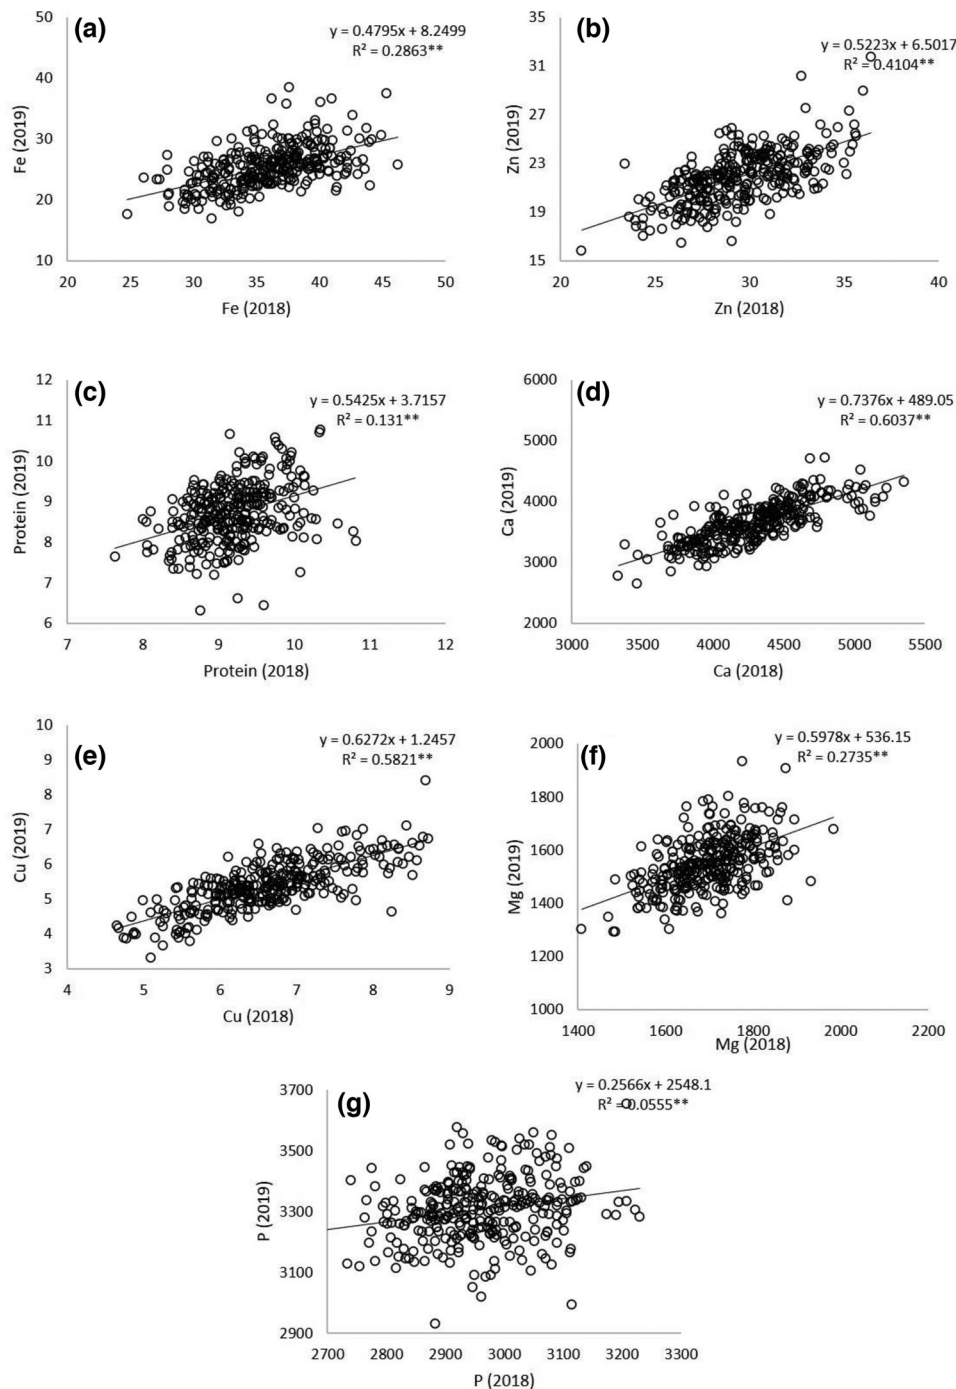 (a)
y = 0.4795x + 8.2499
R² = 0.2863**
50
40
30
20
10
Fe (2019)
20 30 40 50
Fe (2018)
(b)
y = 0.5223x + 6.5017
R² = 0.4104**
35
31
27
23
19
15
Zn (2019)
20 25 30 35 40
Zn (2018)
(c)
y = 0.5425x + 3.7157
R² = 0.131**
12
11
10
9
8
7
6
Protein (2019)
7 8 9 10 11 12
Protein (2018)
(d)
y = 0.7376x + 489.05
R² = 0.6037**
6000
5000
4000
3000
2000
Ca (2019)
3000 3500 4000 4500 5000 5500
Ca (2018)
(e)
y = 0.6272x + 1.2457
R² = 0.5821**
10
9
8
7
6
5
4
3
Cu (2019)
4 5 6 7 8 9
Cu (2018)
(f)
y = 0.5978x + 536.15
R² = 0.2735**
2000
1800
1600
1400
1200
1000
Mg (2019)
1400 1600 1800 2000 2200
Mg (2018)
(g)
y = 0.2566x + 2548.1
R² = 0.0555**
3700
3500
3300
3100
2900
P (2019)
2700 2800 2900 3000 3100 3200 3300
P (2018)